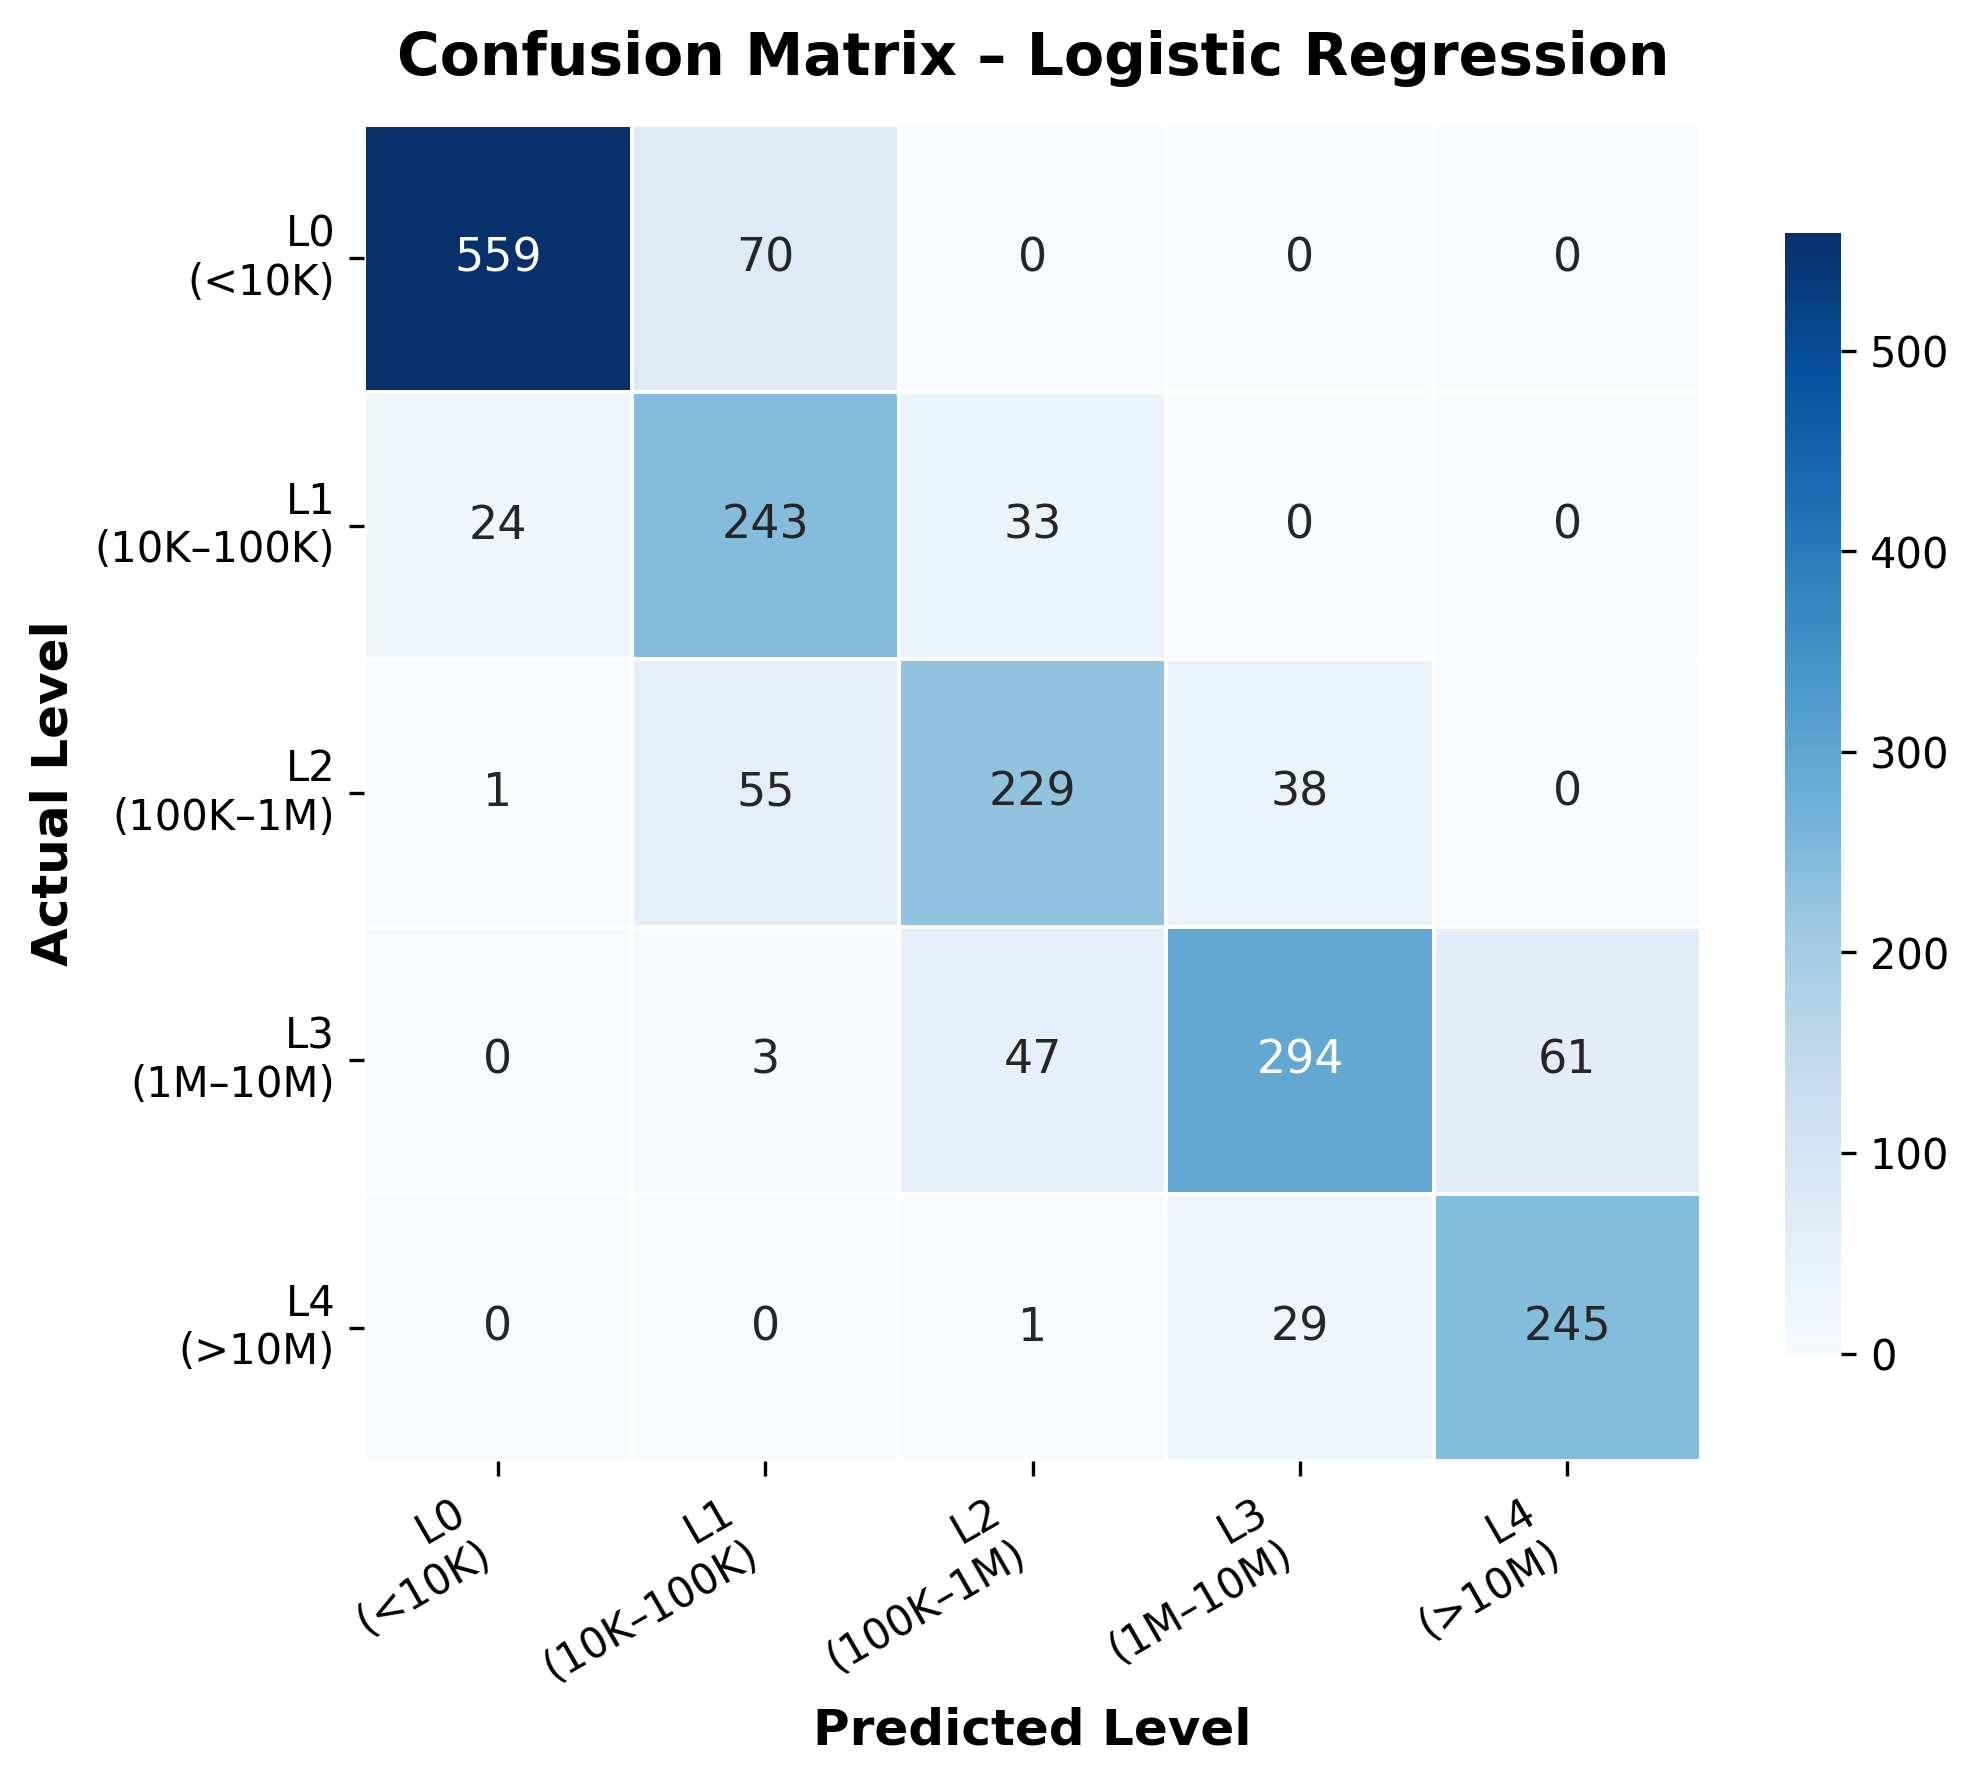 Confusion Matrix – Logistic Regression
L0
(<10K)
559 70 0 0 0
L1
(10K–100K)
24 243 33 0 0
L2
(100K–1M)
1 55 229 38 0
L3
(1M–10M)
0 3 47 294 61
L4
(>10M)
0 0 1 29 245
Actual Level
L0
(<10K)
L1
(10K–100K)
L2
(100K–1M)
L3
(1M–10M)
L4
(>10M)
Predicted Level
500
400
300
200
100
0